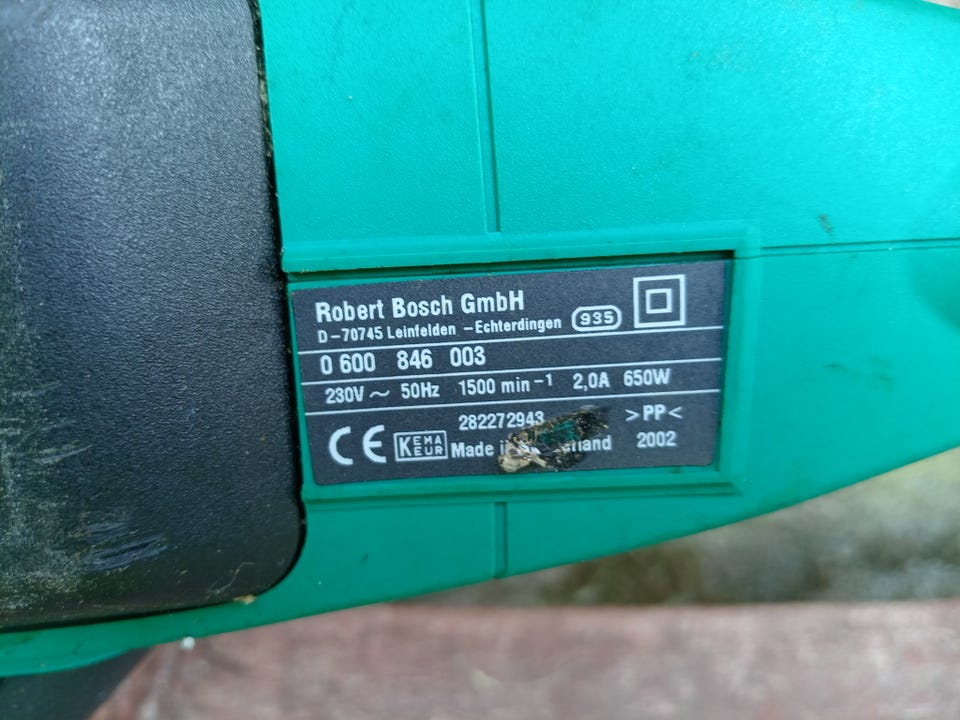 Robert Bosch GmbH
D-70745 Leinfelden -Echterdingen 935
0 600 846 003
230V ~ 50Hz 1500 min-1 2,0A 650W
282272943 >PP<
CE KEMA EUR Made 2002